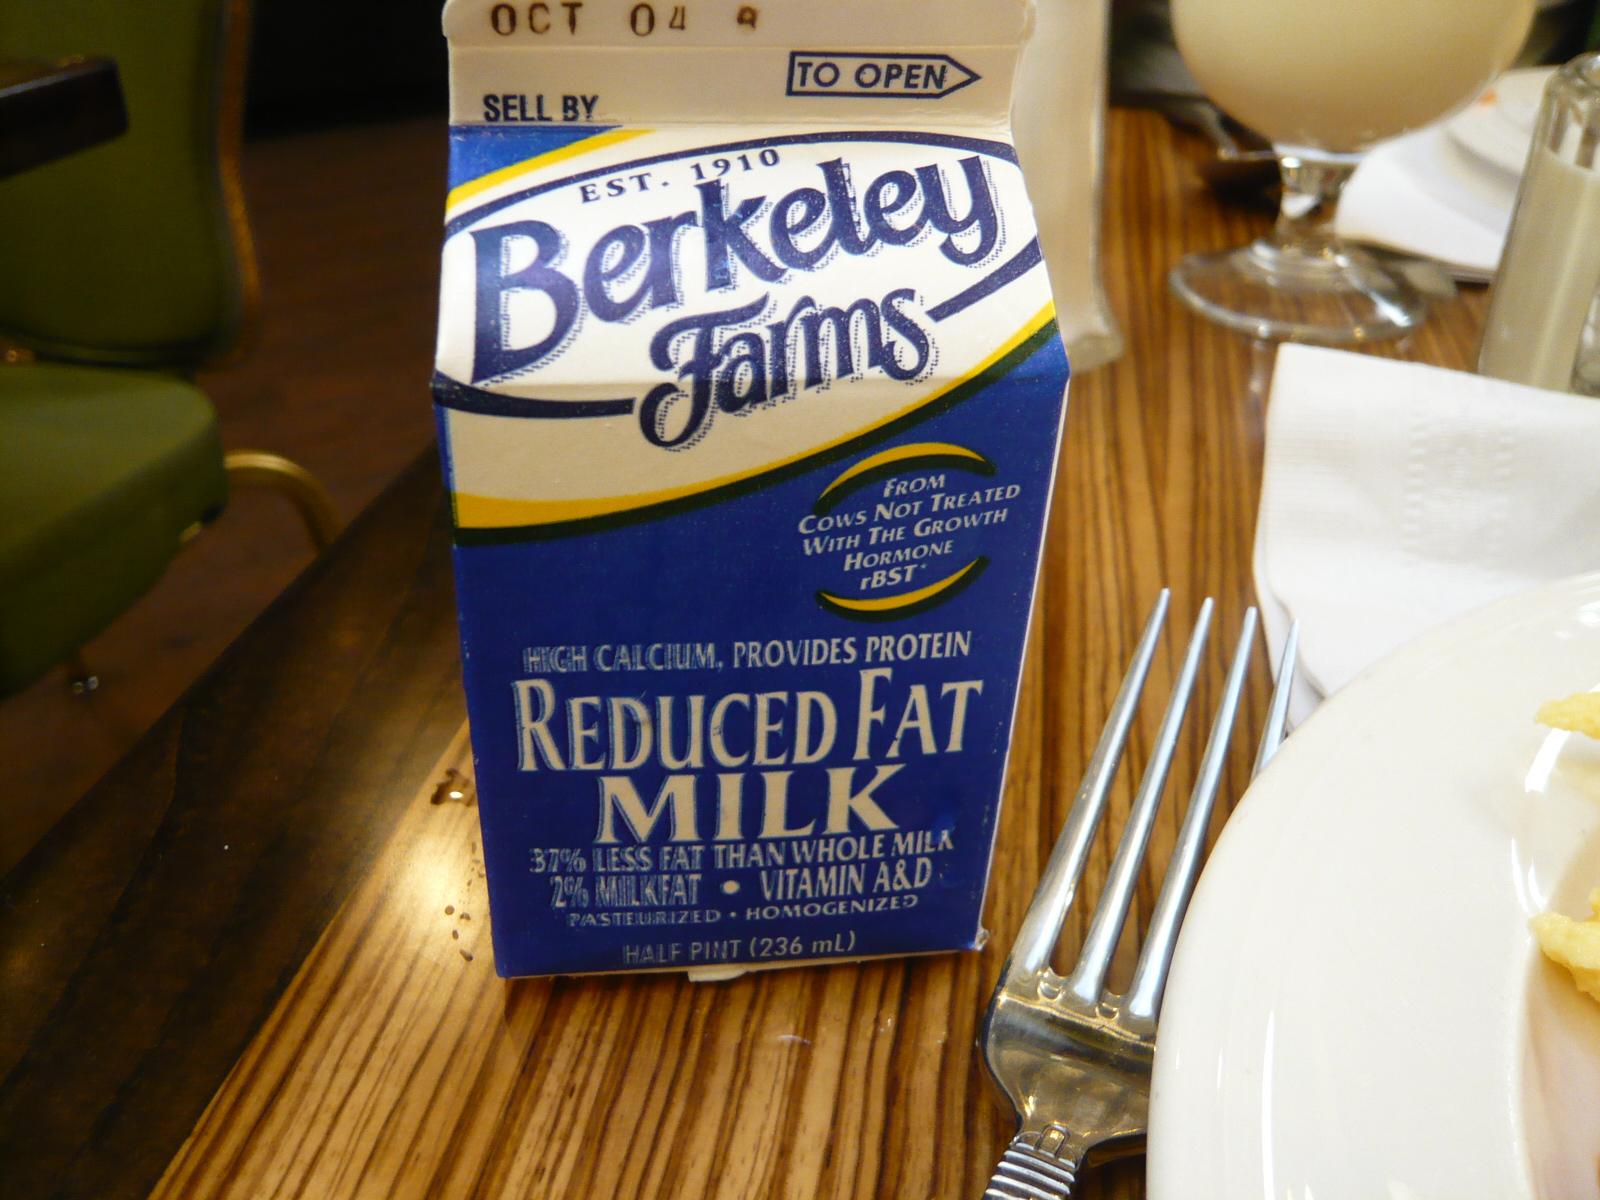 OCT 04
TO OPEN
SELL BY
EST. 1910
Berkeley
Farms
FROM
COWS NOT TREATED
WITH THE GROWTH
HORMONE
rBST*
HIGH CALCIUM, PROVIDES PROTEIN
REDUCED FAT
MILK
37% LESS FAT THAN WHOLE MILK
2% MILKFAT • VITAMIN A&D
PASTEURIZED • HOMOGENIZED
HALF PINT (236 mL)